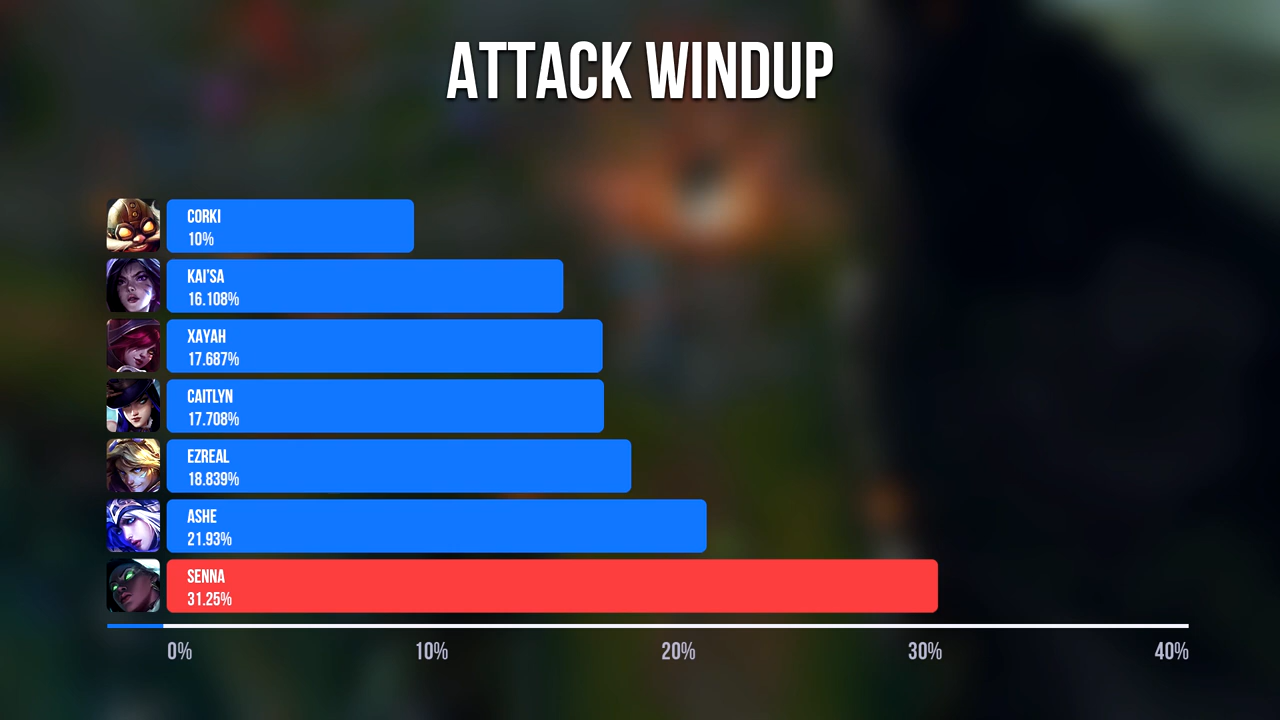 ATTACK WINDUP
CORKI
10%
KAI'SA
16.108%
XAYAH
17.687%
CAITLYN
17.708%
EZREAL
18.839%
ASHE
21.93%
SENNA
31.25%
0% 10% 20% 30% 40%